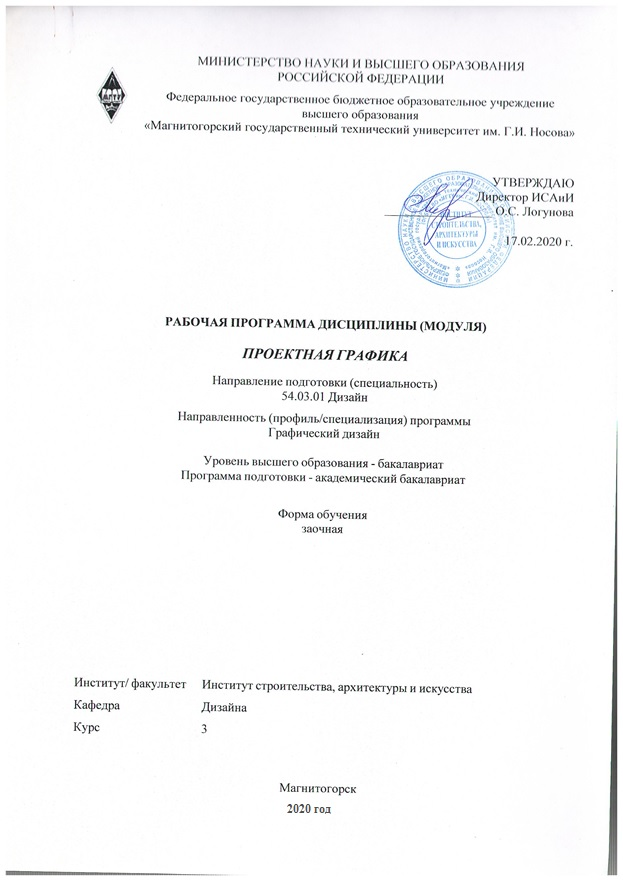 МИНИСТЕРСТВО НАУКИ И ВЫСШЕГО ОБРАЗОВАНИЯ
РОССИЙСКОЙ ФЕДЕРАЦИИ
Федеральное государственное бюджетное образовательное учреждение
высшего образования
«Магнитогорский государственный технический университет им. Г.И. Носова»
УТВЕРЖДАЮ
Директор ИСАиИ
О.С. Логунова
ИНСТИТУТ
СТРОИТЕЛЬСТВА,
АРХИТЕКТУРЫ
И ИСКУССТВА
17.02.2020 г.
РАБОЧАЯ ПРОГРАММА ДИСЦИПЛИНЫ (МОДУЛЯ)
ПРОЕКТНАЯ ГРАФИКА
Направление подготовки (специальность)
54.03.01 Дизайн
Направленность (профиль/специализация) программы
Графический дизайн
Уровень высшего образования - бакалавриат
Программа подготовки - академический бакалавриат
Форма обучения
заочная
Институт/ факультет Институт строительства, архитектуры и искусства
Кафедра Дизайна
Курс 3
Магнитогорск
2020 год